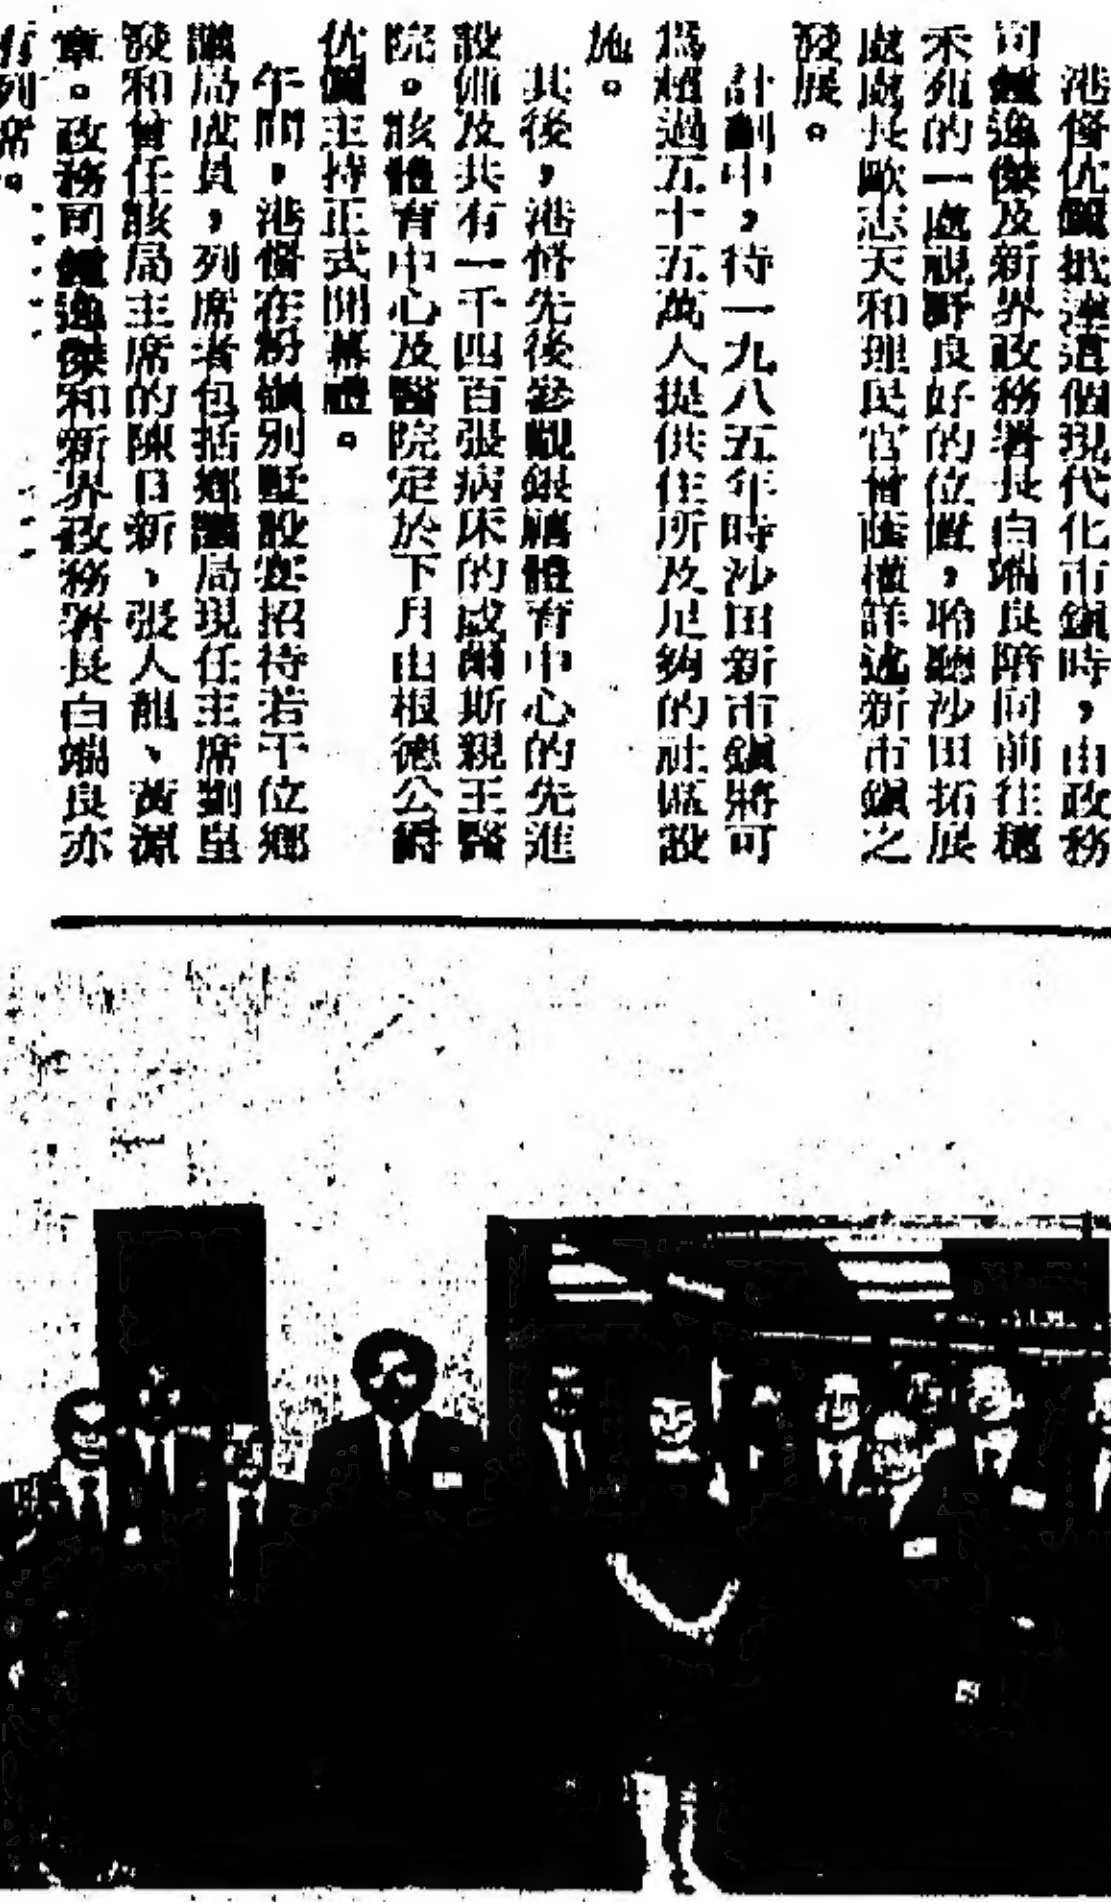 港督伉儷抵達這個現代化市鎮時，由政務
司鍾逸傑及新界政務署長白端良陪同前往穗
禾苑的一處視野良好的位置，聆聽沙田拓展
處處長歐志天和理民官曾蔭權詳述新市鎮之
發展。
計劃中，待一九八五年時沙田新市鎮將可
為超過五十五萬人提供住所及足夠的社區設
施。
其後，港督先後參觀銀禧體育中心的先進
設備及共有一千四百張病床的威爾斯親王醫
院。該體育中心及醫院定於下月由根德公爵
伉儷主持正式開幕禮。
午間，港督在粉嶺別墅設宴招待若干位鄉
議局成員，列席者包括鄉議局現任主席劉皇
發和曾任該局主席的陳日新、張人龍、黃源
章。政務司鍾逸傑和新界政務署長白端良亦
有列席。